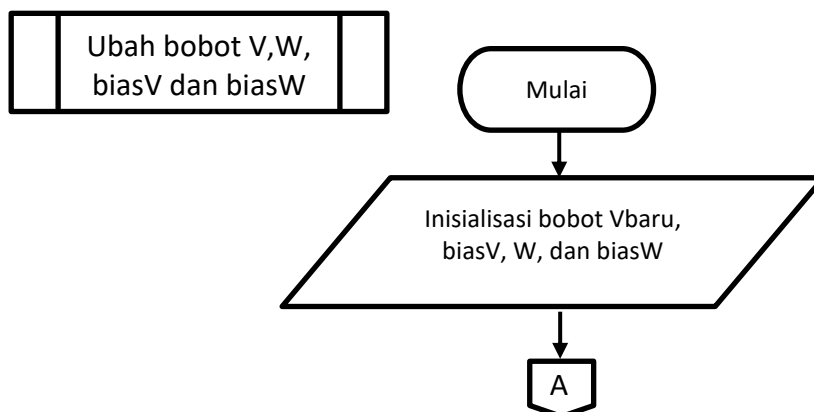 Ubah bobot V,W,
biasV dan biasW
Mulai
Inisialisasi bobot Vbaru,
biasV, W, dan biasW
A